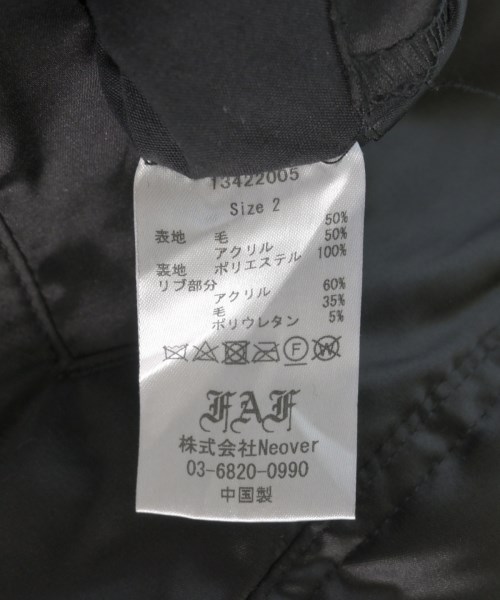 13422005
Size 2
表地 毛 50%
アクリル 50%
裏地 ポリエステル 100%
リブ部分
アクリル 60%
毛 35%
ポリウレタン 5%
F W
FAF
株式会社Neover
03-6820-0990
中国製